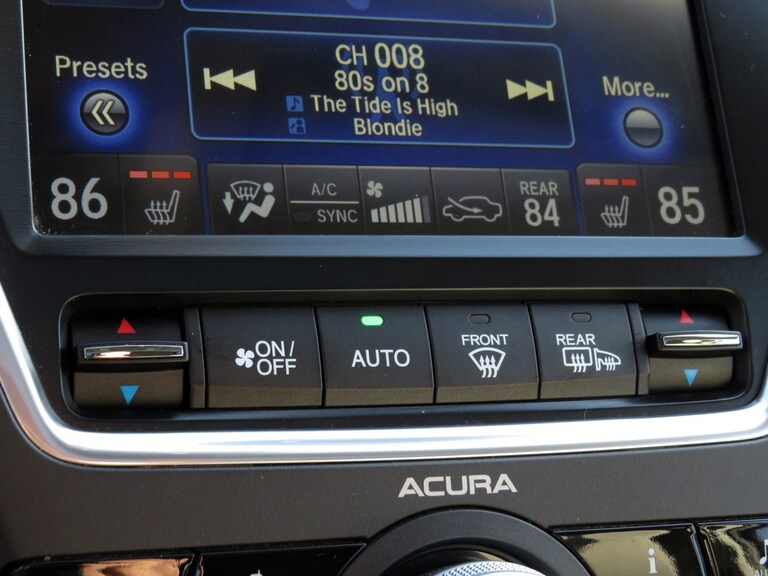 CH 008
Presets
80s on 8
The Tide Is High
Blondie
More...
86
A/C
SYNC
REAR
84
85
ON/
OFF
AUTO
FRONT
REAR
ACURA
i